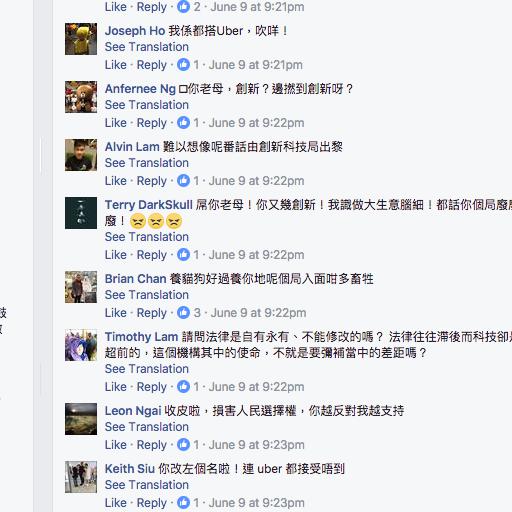 Like · Reply · 2 · June 9 at 9:21pm
Joseph Ho 我係都搭Uber，吹咩！
See Translation
Like · Reply · 1 · June 9 at 9:21pm
Anfernee Ng □你老母，創新？邊撚到創新呀？
See Translation
Like · Reply · 1 · June 9 at 9:22pm
Alvin Lam 難以想像呢番話由創新科技局出黎
See Translation
Like · Reply · 1 · June 9 at 9:22pm
Terry DarkSkull 屌你老母！你又幾創新！我識做大生意腦細！都話你個局廢
廢！😠😠😠
See Translation
Like · Reply · 1 · June 9 at 9:22pm
Brian Chan 養貓狗好過養你地呢個局入面咁多畜牲
See Translation
Like · Reply · 3 · June 9 at 9:22pm
Timothy Lam 請問法律是自有永有、不能修改的嗎？ 法律往往滯後而科技卻是
超前的，這個機構其中的使命，不就是要彌補當中的差距嗎？
See Translation
Like · Reply · 1 · June 9 at 9:22pm
Leon Ngai 收皮啦，損害人民選擇權，你越反對我越支持
See Translation
Like · Reply · 1 · June 9 at 9:23pm
Keith Siu 你改左個名啦！連 uber 都接受唔到
See Translation
Like · Reply · 1 · June 9 at 9:23pm